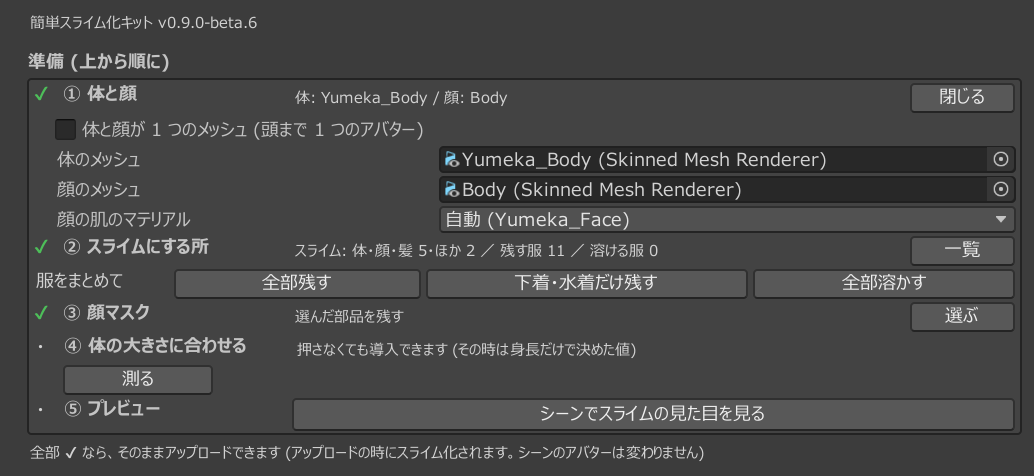 簡単スライム化キット v0.9.0-beta.6
準備 (上から順に)
✓ ① 体と顔 体: Yumeka_Body / 顔: Body 閉じる
体と顔が 1 つのメッシュ (頭まで 1 つのアバター)
体のメッシュ Yumeka_Body (Skinned Mesh Renderer)
顔のメッシュ Body (Skinned Mesh Renderer)
顔の肌のマテリアル 自動 (Yumeka_Face)
✓ ② スライムにする所 スライム: 体・顔・髪 5・ほか 2 ／ 残す服 11 ／ 溶ける服 0 一覧
服をまとめて 全部残す 下着・水着だけ残す 全部溶かす
✓ ③ 顔マスク 選んだ部品を残す 選ぶ
・ ④ 体の大きさに合わせる 押さなくても導入できます (その時は身長だけで決めた値)
測る
・ ⑤ プレビュー シーンでスライムの見た目を見る
全部 ✓ なら、そのままアップロードできます (アップロードの時にスライム化されます。シーンのアバターは変わりません)